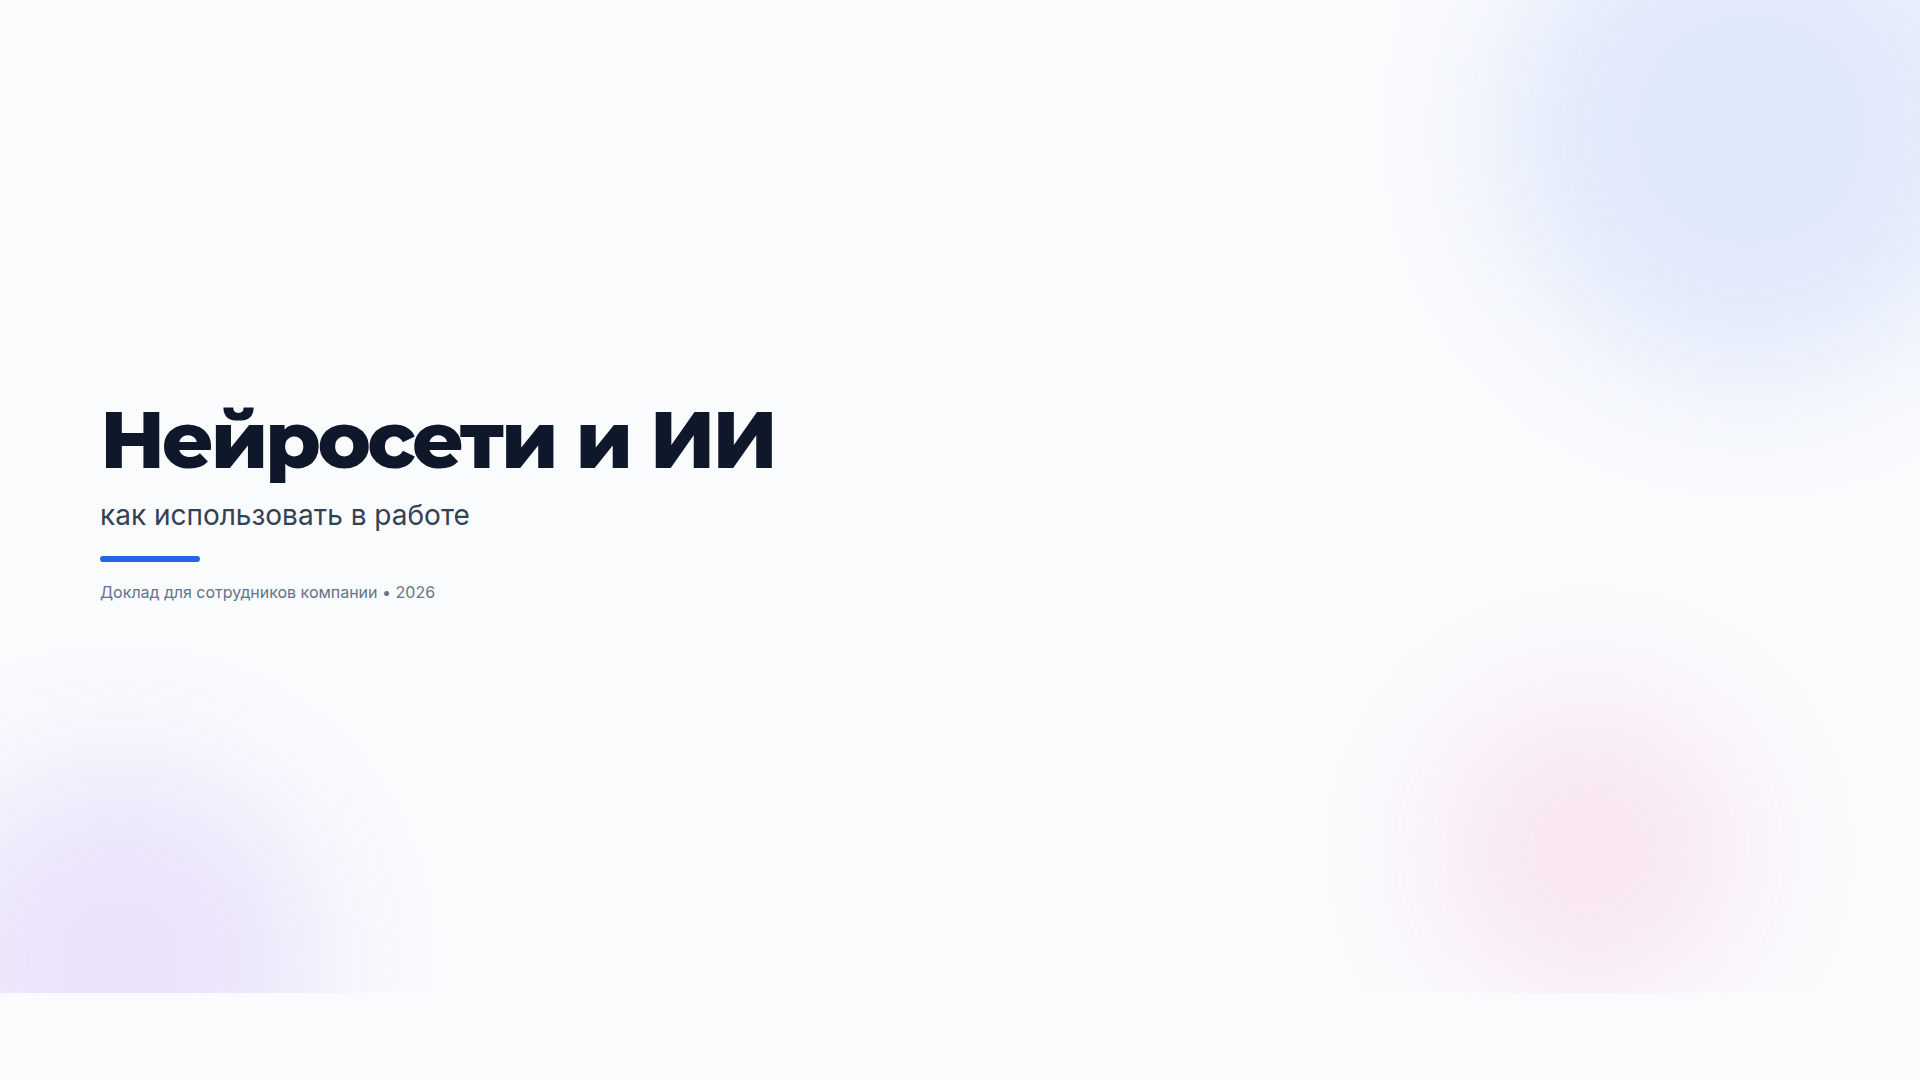 Нейросети и ИИ
как использовать в работе
Доклад для сотрудников компании • 2026